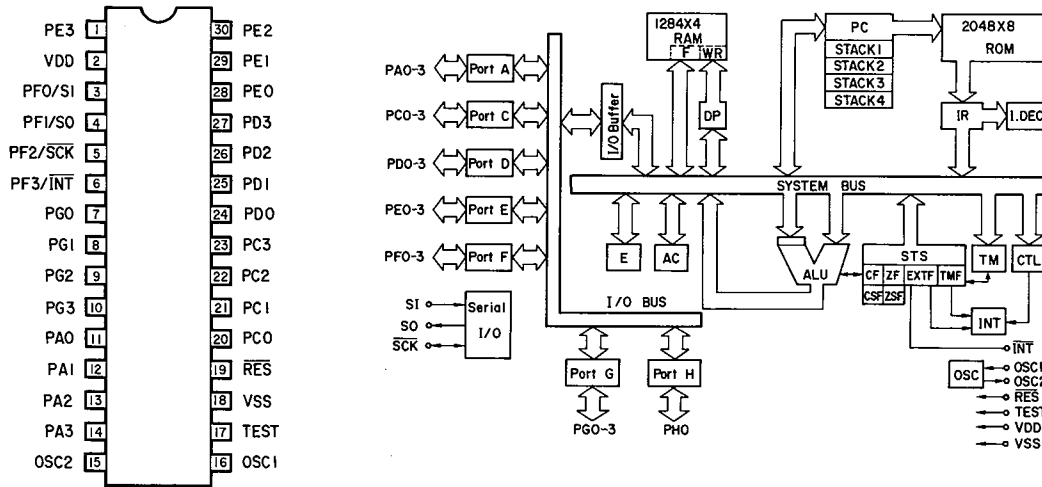 PE3 1 30 PE2
VDD 2 29 PE1
PF0/SI 3 28 PE0
PF1/SO 4 27 PD3
PF2/SCK 5 26 PD2
PF3/INT 6 25 PD1
PG0 7 24 PD0
PG1 8 23 PC3
PG2 9 22 PC2
PG3 10 21 PC1
PA0 11 20 PC0
PA1 12 19 RES
PA2 13 18 VSS
PA3 14 17 TEST
OSC2 15 16 OSC1
1284X4
RAM
F WR
PC
STACK1
STACK2
STACK3
STACK4
2048X8
ROM
PA0-3 Port A
PC0-3 Port C
PD0-3 Port D
PE0-3 Port E
PF0-3 Port F
I/O Buffer
DP
IR
I.DEC
SYSTEM BUS
E
AC
ALU
STS
CF ZF EXTF TMF
CSF ZSF
TM
CTL
INT
I/O BUS
SI
SO
SCK
Serial
I/O
Port G
Port H
PG0-3
PH0
INT
OSC
OSC1
OSC2
RES
TEST
VDD
VSS